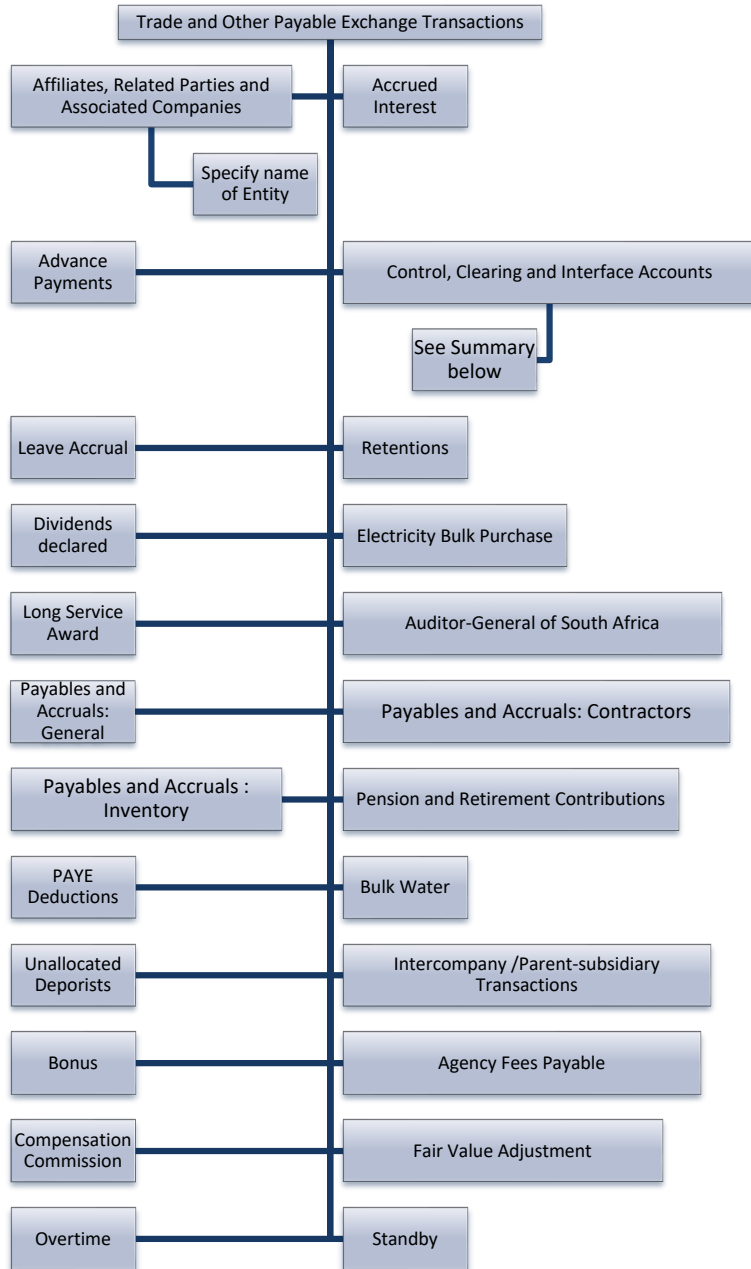 Trade and Other Payable Exchange Transactions
Affiliates, Related Parties and
Associated Companies
Accrued
Interest
Specify name
of Entity
Advance
Payments
Control, Clearing and Interface Accounts
See Summary
below
Leave Accrual
Retentions
Dividends
declared
Electricity Bulk Purchase
Long Service
Award
Auditor-General of South Africa
Payables and
Accruals:
General
Payables and Accruals: Contractors
Payables and Accruals :
Inventory
Pension and Retirement Contributions
PAYE
Deductions
Bulk Water
Unallocated
Deporists
Intercompany /Parent-subsidiary
Transactions
Bonus
Agency Fees Payable
Compensation
Commission
Fair Value Adjustment
Overtime
Standby